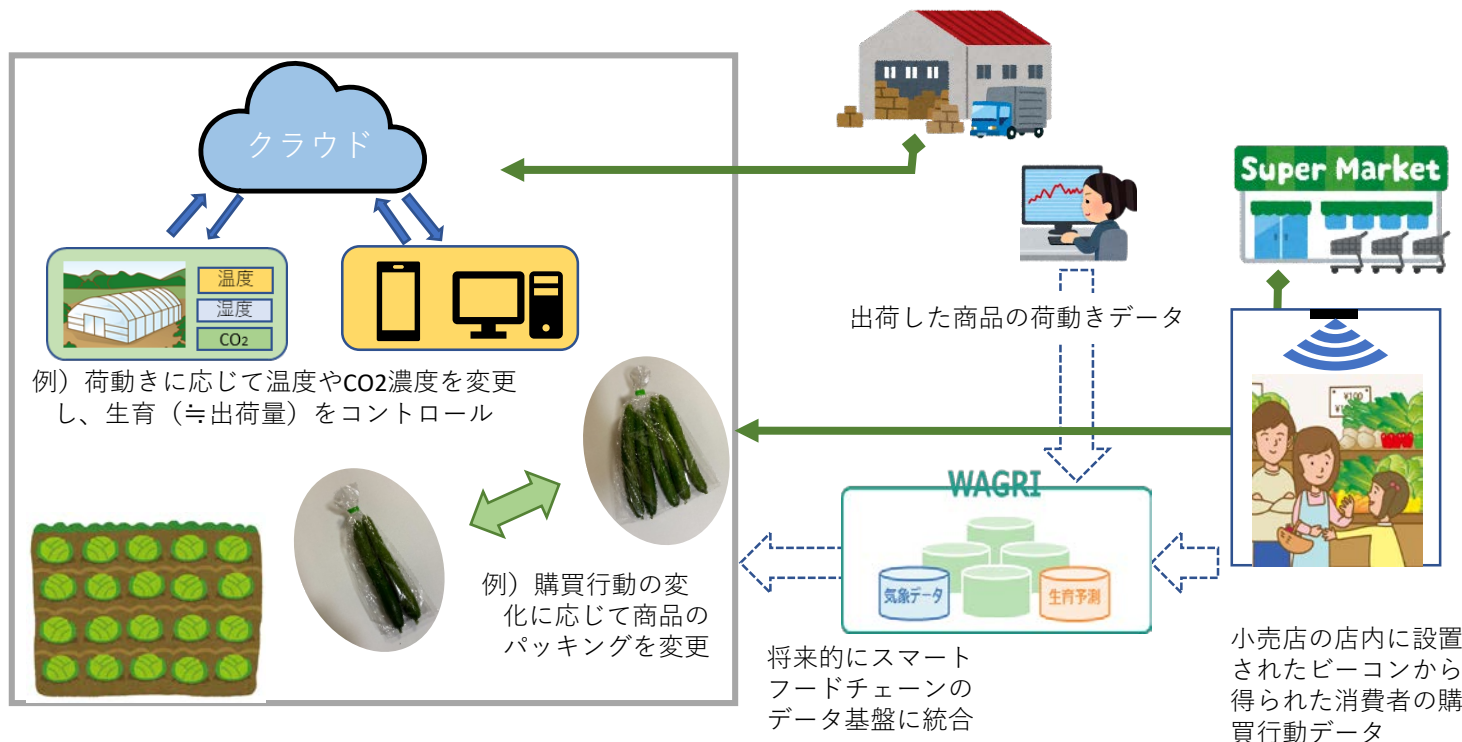 クラウド
Super Market
温度
湿度
CO2
出荷した商品の荷動きデータ
例）荷動きに応じて温度やCO2濃度を変更
し、生育（≒出荷量）をコントロール
¥100
WAGRI
気象データ
生育予測
例）購買行動の変
化に応じて商品の
パッキングを変更
将来的にスマート
フードチェーンの
データ基盤に統合
小売店の店内に設置
されたビーコンから
得られた消費者の購
買行動データ